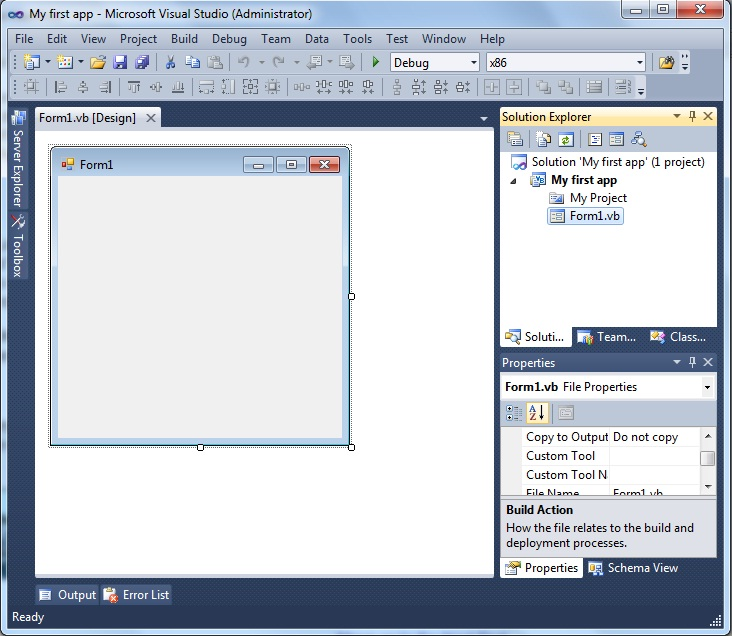 My first app - Microsoft Visual Studio (Administrator)
File Edit View Project Build Debug Team Data Tools Test Window Help
Debug x86
Server Explorer
Toolbox
Form1.vb [Design]
Form1
Solution Explorer
Solution 'My first app' (1 project)
My first app
My Project
Form1.vb
Soluti... Team... Class...
Properties
Form1.vb File Properties
Copy to Output Do not copy
Custom Tool
Custom Tool N
File Name Form1.vb
Build Action
How the file relates to the build and
deployment processes.
Properties Schema View
Output Error List
Ready